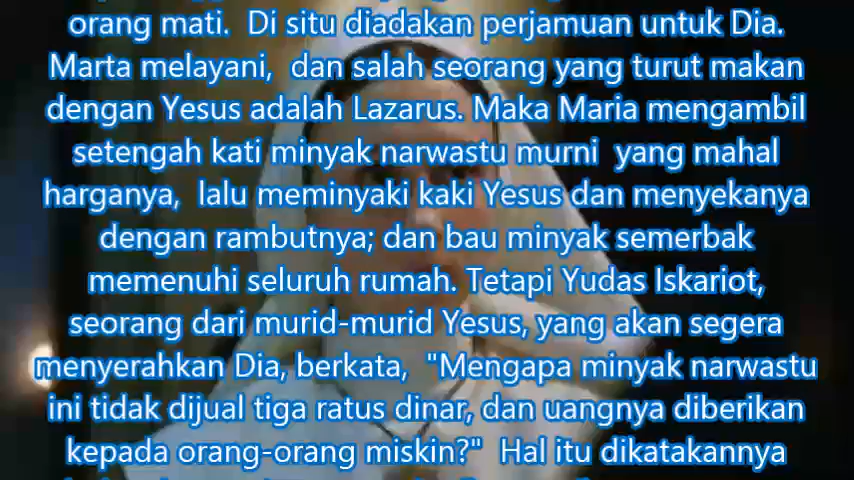 orang mati. Di situ diadakan perjamuan untuk Dia.
Marta melayani, dan salah seorang yang turut makan
dengan Yesus adalah Lazarus. Maka Maria mengambil
setengah kati minyak narwastu murni yang mahal
harganya, lalu meminyaki kaki Yesus dan menyekanya
dengan rambutnya; dan bau minyak semerbak
memenuhi seluruh rumah. Tetapi Yudas Iskariot,
seorang dari murid-murid Yesus, yang akan segera
menyerahkan Dia, berkata, "Mengapa minyak narwastu
ini tidak dijual tiga ratus dinar, dan uangnya diberikan
kepada orang-orang miskin?" Hal itu dikatakannya